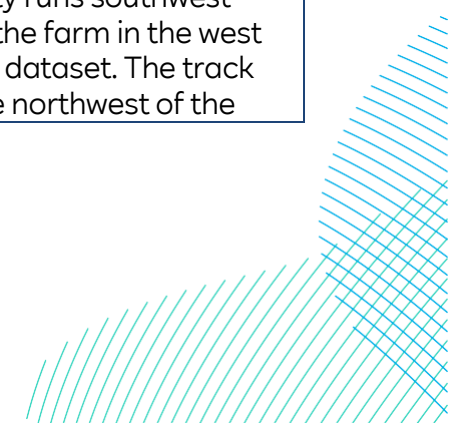 runs southwest
the farm in the west
dataset. The track
northwest of the